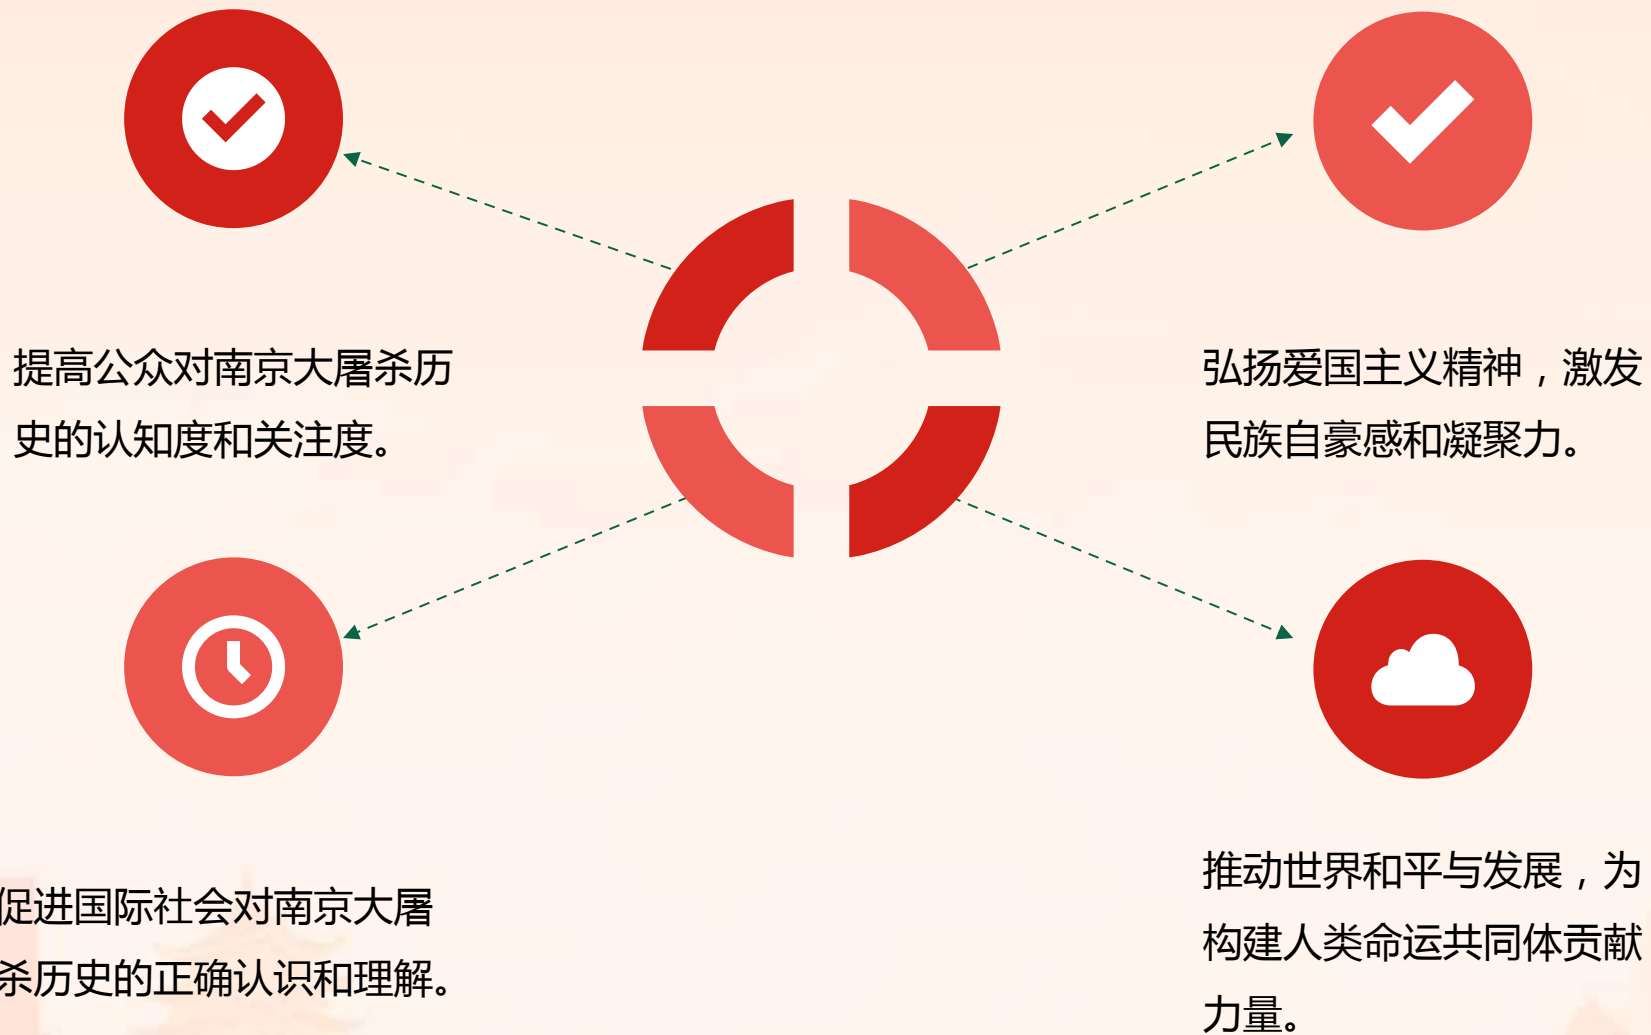 提高公众对南京大屠杀历
史的认知度和关注度。
弘扬爱国主义精神，激发
民族自豪感和凝聚力。
促进国际社会对南京大屠
杀历史的正确认识和理解。
推动世界和平与发展，为
构建人类命运共同体贡献
力量。